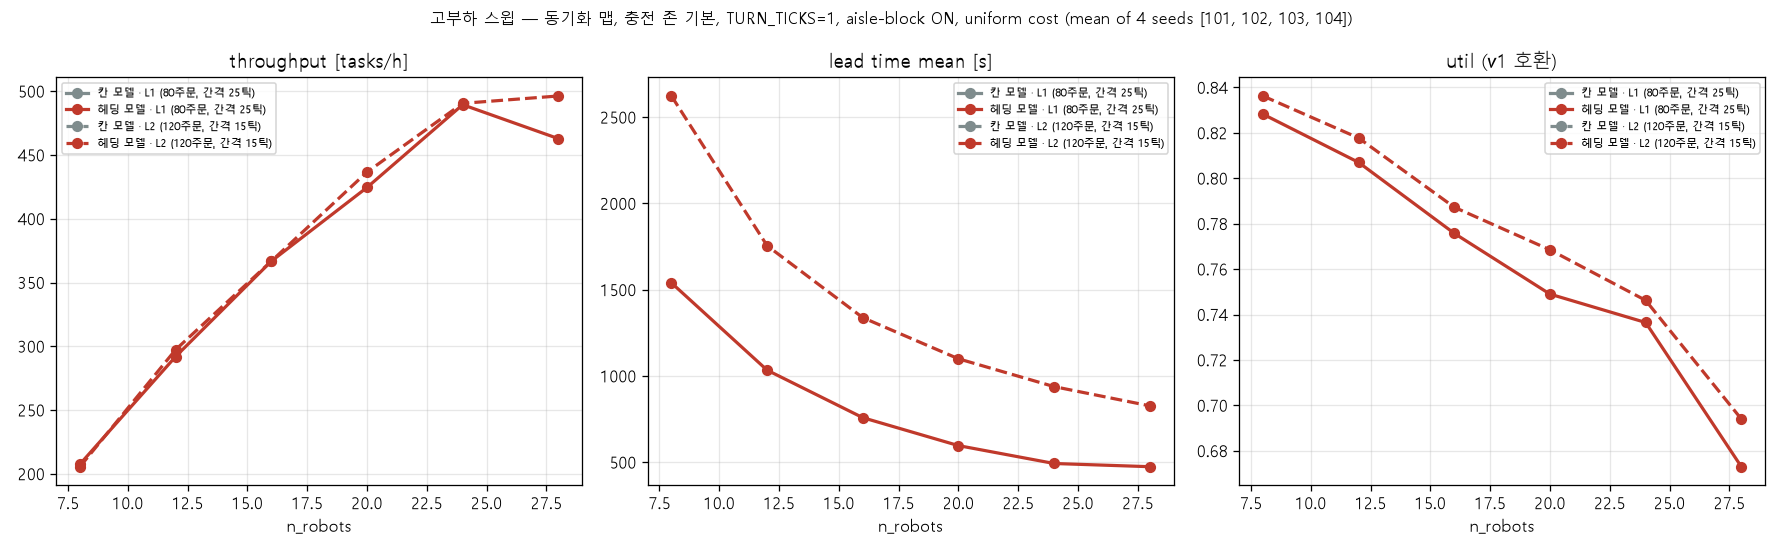 고부하 스윕 — 동기화 맵, 충전 존 기본, TURN_TICKS=1, aisle-block ON, uniform cost (mean of 4 seeds [101, 102, 103, 104])
throughput [tasks/h]
500
450
400
350
300
250
200
칸 모델 · L1 (80주문, 간격 25틱)
헤딩 모델 · L1 (80주문, 간격 25틱)
칸 모델 · L2 (120주문, 간격 15틱)
헤딩 모델 · L2 (120주문, 간격 15틱)
7.5 10.0 12.5 15.0 17.5 20.0 22.5 25.0 27.5
n_robots
lead time mean [s]
2500
2000
1500
1000
500
칸 모델 · L1 (80주문, 간격 25틱)
헤딩 모델 · L1 (80주문, 간격 25틱)
칸 모델 · L2 (120주문, 간격 15틱)
헤딩 모델 · L2 (120주문, 간격 15틱)
7.5 10.0 12.5 15.0 17.5 20.0 22.5 25.0 27.5
n_robots
util (v1 호환)
0.84
0.82
0.80
0.78
0.76
0.74
0.72
0.70
0.68
칸 모델 · L1 (80주문, 간격 25틱)
헤딩 모델 · L1 (80주문, 간격 25틱)
칸 모델 · L2 (120주문, 간격 15틱)
헤딩 모델 · L2 (120주문, 간격 15틱)
7.5 10.0 12.5 15.0 17.5 20.0 22.5 25.0 27.5
n_robots